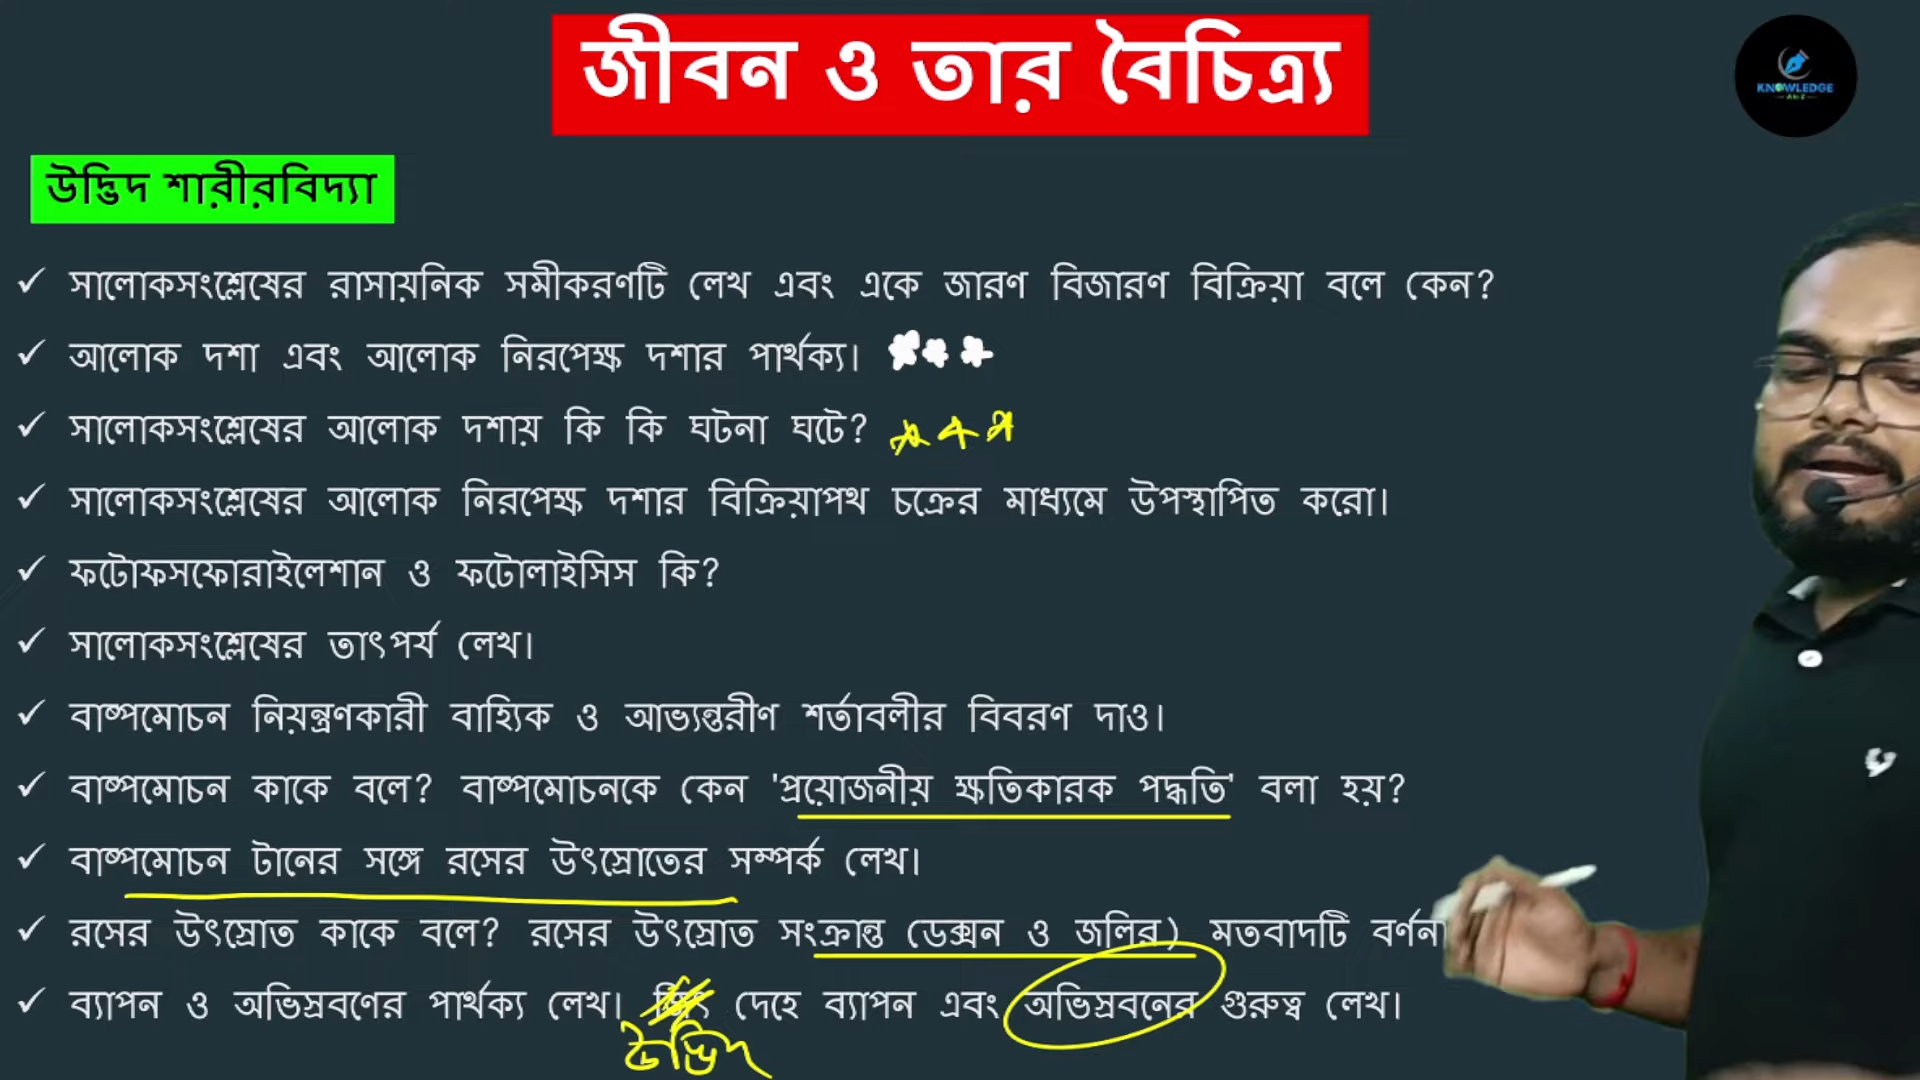 জীবন ও তার বৈচিত্র্য
KNOWLEDGE
উদ্ভিদ শারীরবিদ্যা
✓ সালোকসংশ্লেষের রাসায়নিক সমীকরণটি লেখ এবং একে জারণ বিজারণ বিক্রিয়া বলে কেন?
✓ আলোক দশা এবং আলোক নিরপেক্ষ দশার পার্থক্য।
✓ সালোকসংশ্লেষের আলোক দশায় কি কি ঘটনা ঘটে?
✓ সালোকসংশ্লেষের আলোক নিরপেক্ষ দশার বিক্রিয়াপথ চক্রের মাধ্যমে উপস্থাপিত করো।
✓ ফটোফসফোরাইলেশান ও ফটোলাইসিস কি?
✓ সালোকসংশ্লেষের তাৎপর্য লেখ।
✓ বাষ্পমোচন নিয়ন্ত্রণকারী বাহ্যিক ও আভ্যন্তরীণ শর্তাবলীর বিবরণ দাও।
✓ বাষ্পমোচন কাকে বলে? বাষ্পমোচনকে কেন 'প্রয়োজনীয় ক্ষতিকারক পদ্ধতি' বলা হয়?
✓ বাষ্পমোচন টানের সঙ্গে রসের উৎস্রোতের সম্পর্ক লেখ।
✓ রসের উৎস্রোত কাকে বলে? রসের উৎস্রোত সংক্রান্ত ডেক্সন ও জলির) মতবাদটি বর্ণনা
✓ ব্যাপন ও অভিস্রবণের পার্থক্য লেখ। দেহে ব্যাপন এবং অভিস্রবনের গুরুত্ব লেখ।
উদ্ভিদ